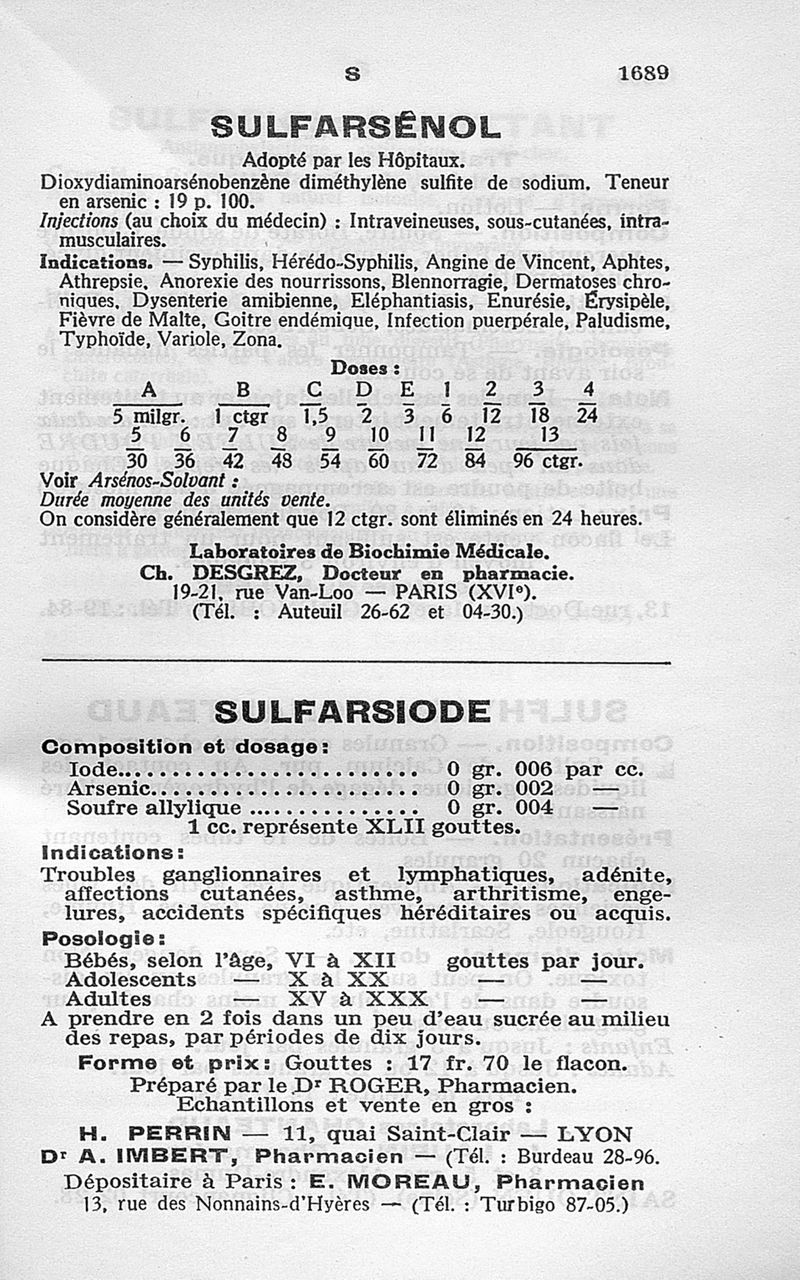 S 1689
SULFARSÊNOL
Adopté par les Hôpitaux.
Dioxydiaminoarsénobenzène diméthylène sulfite de sodium. Teneur
en arsenic : 19 p. 100.
Injections (au choix du médecin) : Intraveineuses, sous-cutanées, intra-
musculaires.
Indications. — Syphilis, Hérédo-Syphilis, Angine de Vincent, Aphtes,
Athrepsie, Anorexie des nourrissons, Blennorragie, Dermatoses chro-
niques, Dysenterie amibienne, Eléphantiasis, Enurésie, Érysipèle,
Fièvre de Malte, Goitre endémique, Infection puerpérale, Paludisme,
Typhoïde, Variole, Zona.
Doses :
A B C D E 1 2 3 4
5 milgr. 1 ctgr 1,5 2 3 6 12 18 24
5 6 7 8 9 10 11 12 13
30 36 42 48 54 60 72 84 96 ctgr.
Voir Arsénos-Solvant :
Durée moyenne des unités vente.
On considère généralement que 12 ctgr. sont éliminés en 24 heures.
Laboratoires de Biochimie Médicale.
Ch. DESGREZ, Docteur en pharmacie.
19-21, rue Van-Loo — PARIS (XVIe).
(Tél. : Auteuil 26-62 et 04-30.)
SULFARSIODE
Composition et dosage:
Iode.......................... 0 gr. 006 par cc.
Arsenic....................... 0 gr. 002 —
Soufre allylique ............... 0 gr. 004 —
1 cc. représente XLII gouttes.
Indications:
Troubles ganglionnaires et lymphatiques, adénite,
affections cutanées, asthme, arthritisme, enge-
lures, accidents spécifiques héréditaires ou acquis.
Posologie:
Bébés, selon l'âge, VI à XII gouttes par jour.
Adolescents — X à XX — —
Adultes — XV à XXX — —
A prendre en 2 fois dans un peu d'eau sucrée au milieu
des repas, par périodes de dix jours.
Forme et prix: Gouttes : 17 fr. 70 le flacon.
Préparé par le Dr ROGER, Pharmacien.
Echantillons et vente en gros :
H. PERRIN — 11, quai Saint-Clair — LYON
Dr A. IMBERT, Pharmacien — (Tél. : Burdeau 28-96.
Dépositaire à Paris : E. MOREAU, Pharmacien
13, rue des Nonnains-d'Hyères — (Tél. : Turbigo 87-05.)